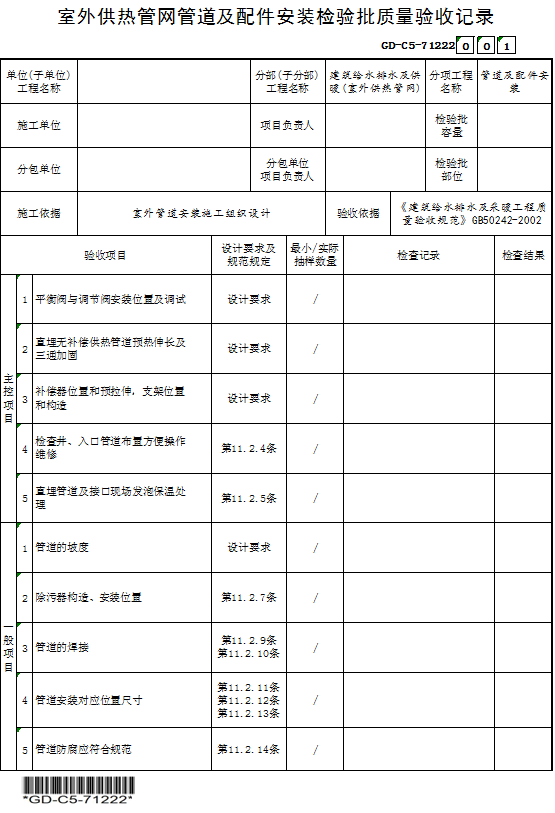 室外供热管网管道及配件安装检验批质量验收记录
GD-C5-71222 0 0 1
单位(子单位)
工程名称
分部(子分部)
工程名称
建筑给水排水及供
暖(室外供热管网)
分项工程
名称
管道及配件安
装
施工单位
项目负责人
检验批
容量
分包单位
分包单位
项目负责人
检验批
部位
施工依据
室外管道安装施工组织设计
验收依据
《建筑给水排水及采暖工程质
量验收规范》GB50242-2002
验收项目
设计要求及
规范规定
最小/实际
抽样数量
检查记录
检查结果
主控项目
1 平衡阀与调节阀安装位置及调试 设计要求 /
2 直埋无补偿供热管道预热伸长及
三通加固 设计要求 /
3 补偿器位置和预拉伸，支架位置
和构造 设计要求 /
4 检查井、入口管道布置方便操作
维修 第11.2.4条 /
5 直埋管道及接口现场发泡保温处
理 第11.2.5条 /
一般项目
1 管道的坡度 设计要求 /
2 除污器构造、安装位置 第11.2.7条 /
3 管道的焊接 第11.2.9条
第11.2.10条 /
4 管道安装对应位置尺寸 第11.2.11条
第11.2.12条
第11.2.13条 /
5 管道防腐应符合规范 第11.2.14条 /
*GD-C5-71222*